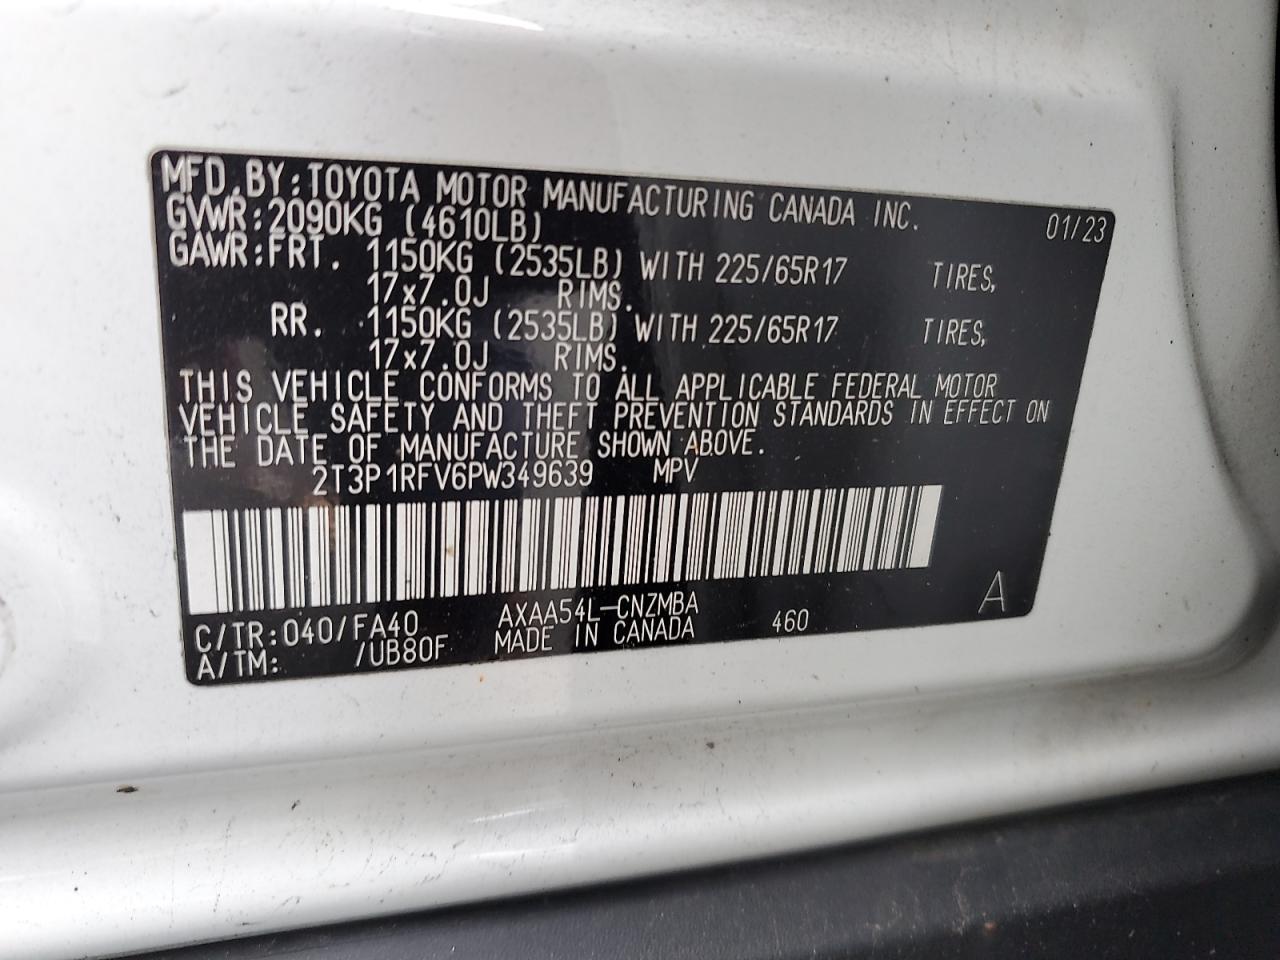 MFD.BY:TOYOTA MOTOR MANUFACTURING CANADA INC.
GVWR:2090KG (4610LB) 01/23
GAWR:FRT. 1150KG (2535LB) WITH 225/65R17 TIRES,
17x7.0J RIMS.
RR. 1150KG (2535LB) WITH 225/65R17 TIRES,
17x7.0J RIMS.
THIS VEHICLE CONFORMS TO ALL APPLICABLE FEDERAL MOTOR
VEHICLE SAFETY AND THEFT PREVENTION STANDARDS IN EFFECT ON
THE DATE OF MANUFACTURE SHOWN ABOVE.
2T3P1RFV6PW349639 MPV
A
C/TR:040/FA40 AXAA54L-CNZMBA 460
A/TM: /UB80F MADE IN CANADA